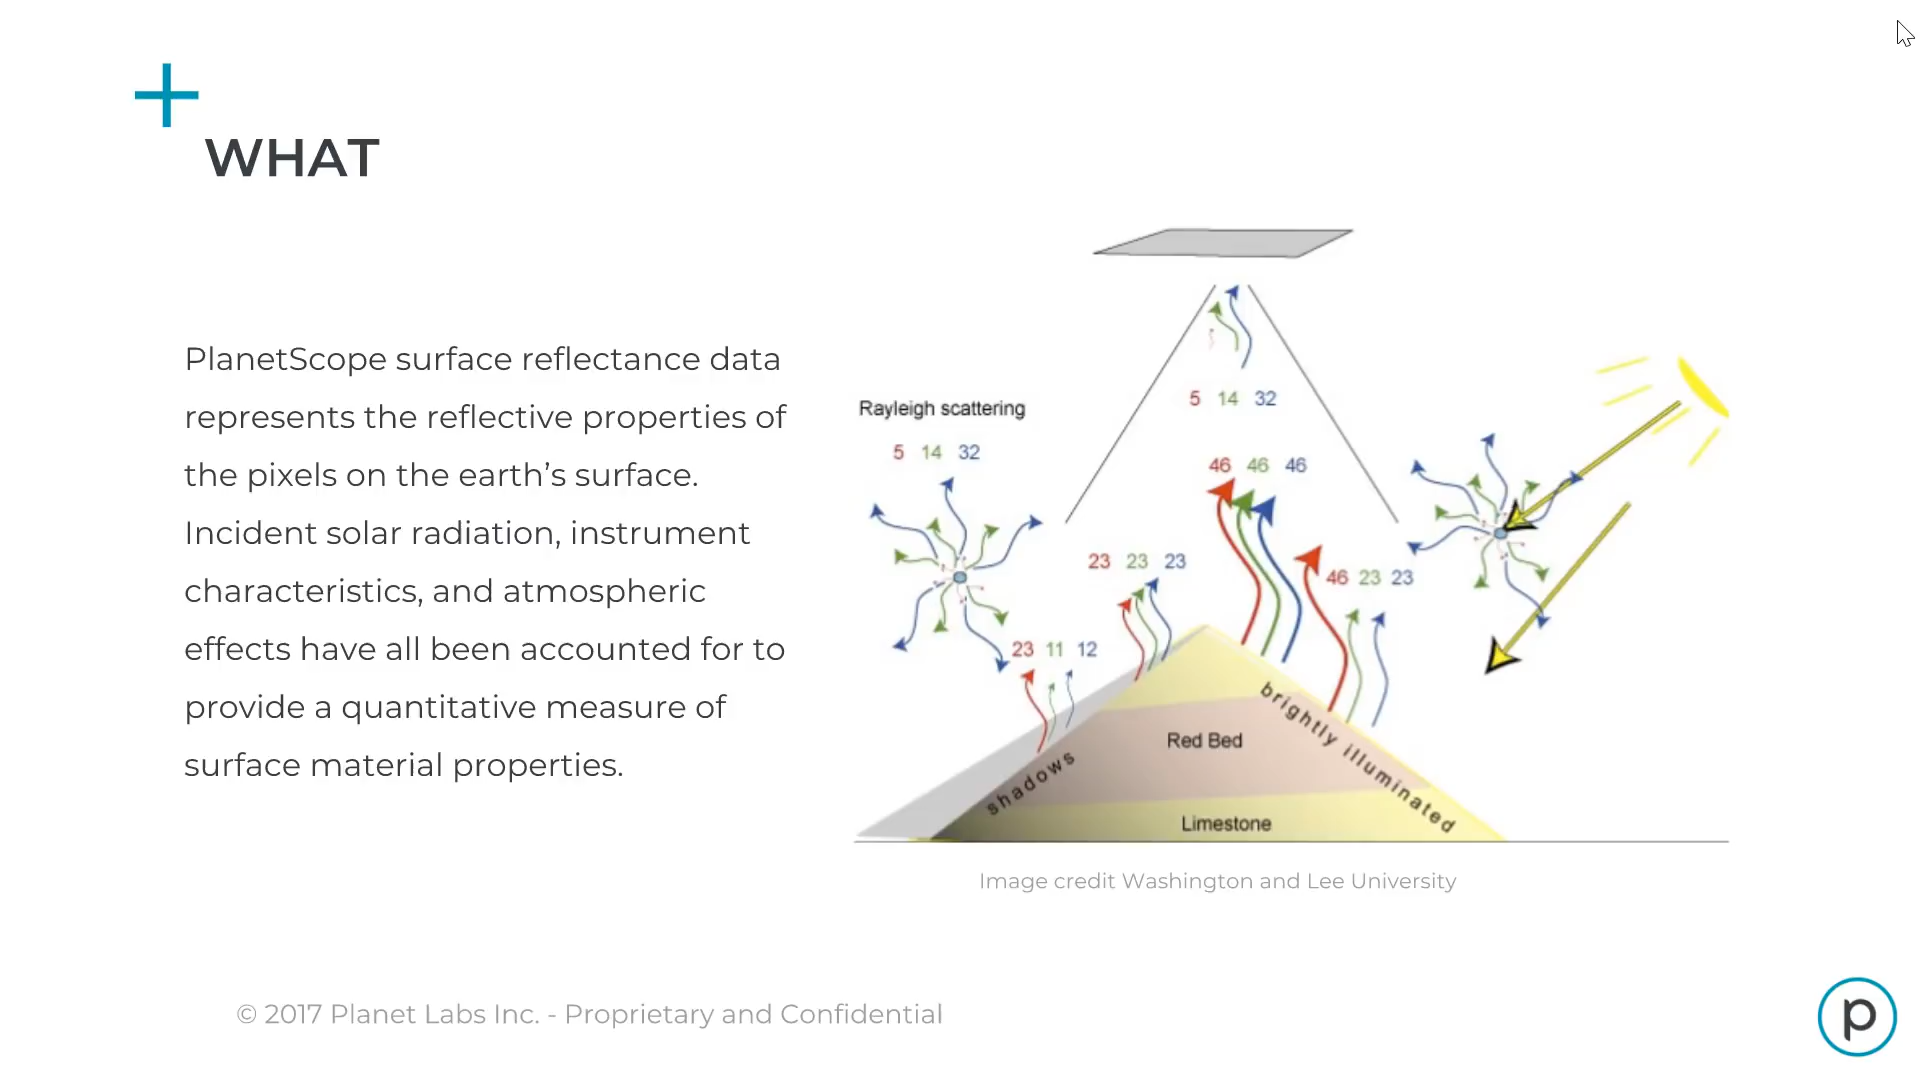 WHAT
PlanetScope surface reflectance data
represents the reflective properties of
the pixels on the earth’s surface.
Incident solar radiation, instrument
characteristics, and atmospheric
effects have all been accounted for to
provide a quantitative measure of
surface material properties.
Rayleigh scattering
5 14 32
5 14 32
46 46 46
23 23 23
46 23 23
23 11 12
shadows
Red Bed
brightly illuminated
Limestone
Image credit Washington and Lee University
© 2017 Planet Labs Inc. - Proprietary and Confidential
p